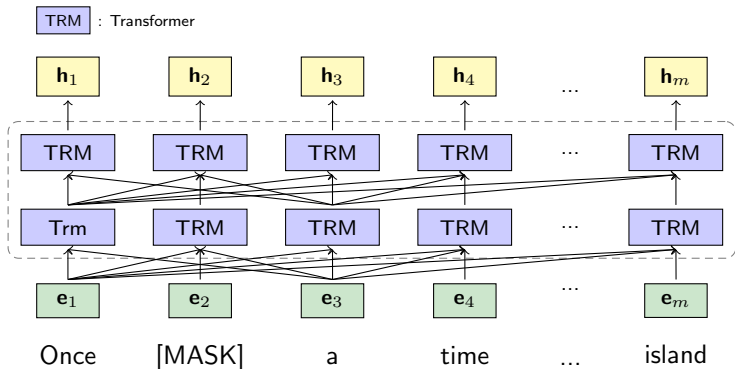 TRM : Transformer
h1 h2 h3 h4 ... hm
TRM TRM TRM TRM ... TRM
Trm TRM TRM TRM ... TRM
e1 e2 e3 e4 ... em
Once [MASK] a time ... island